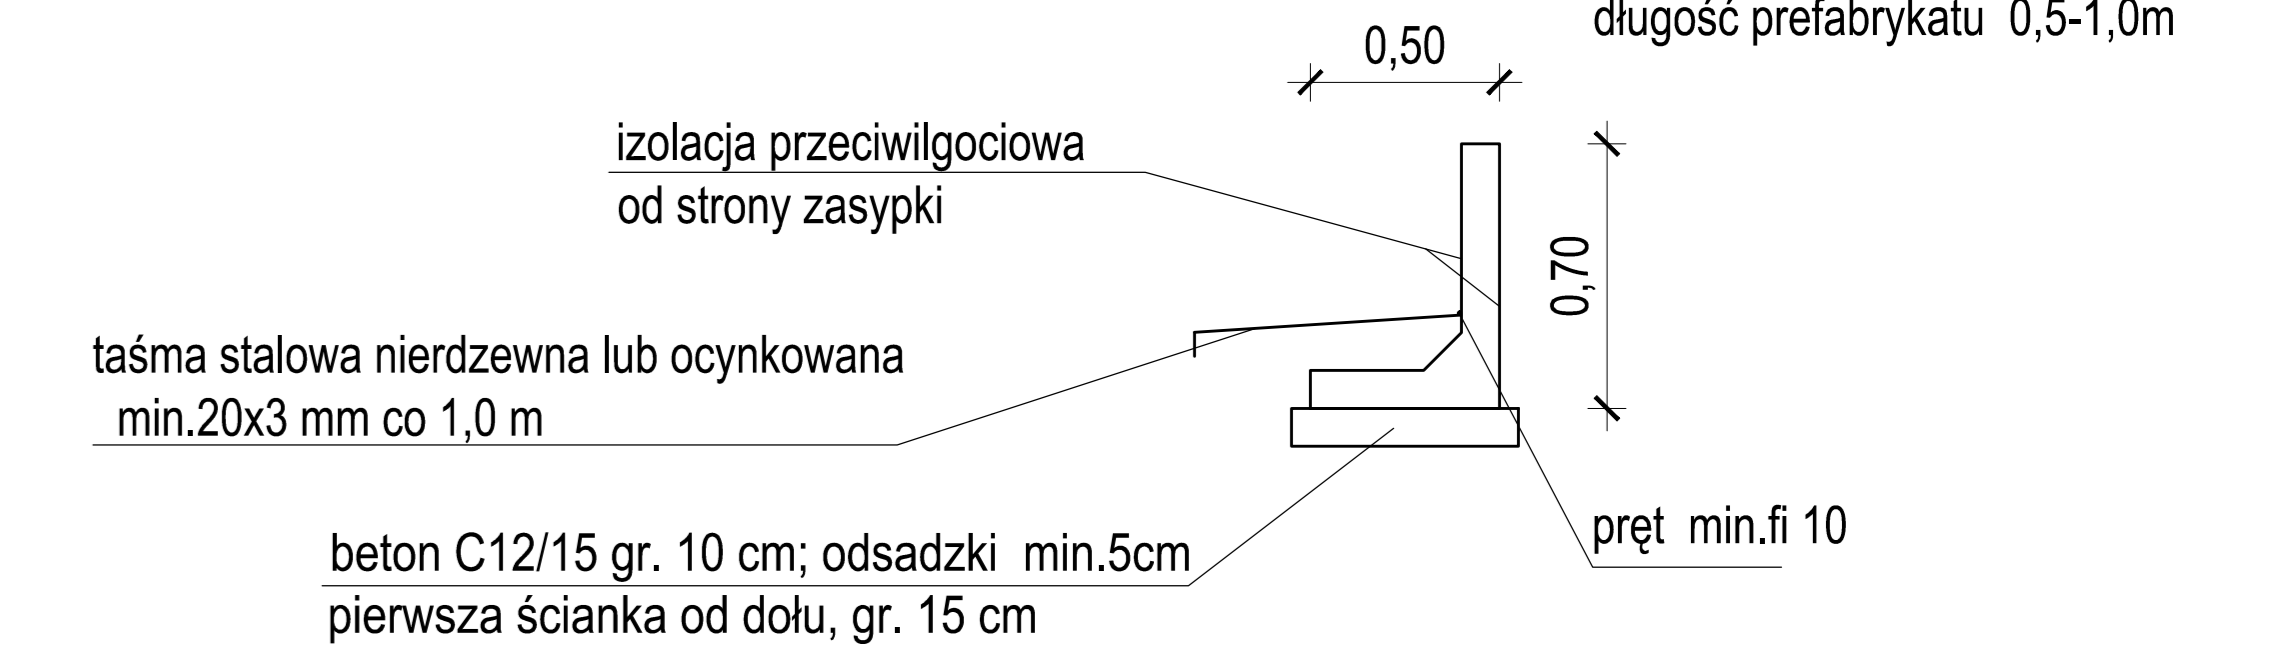 długość prefabrykatu 0,5-1,0m
0,50
izolacja przeciwilgociowa
od strony zasypki
0,70
taśma stalowa nierdzewna lub ocynkowana
min.20x3 mm co 1,0 m
pręt min.fi 10
beton C12/15 gr. 10 cm; odsadzki min.5cm
pierwsza ścianka od dołu, gr. 15 cm